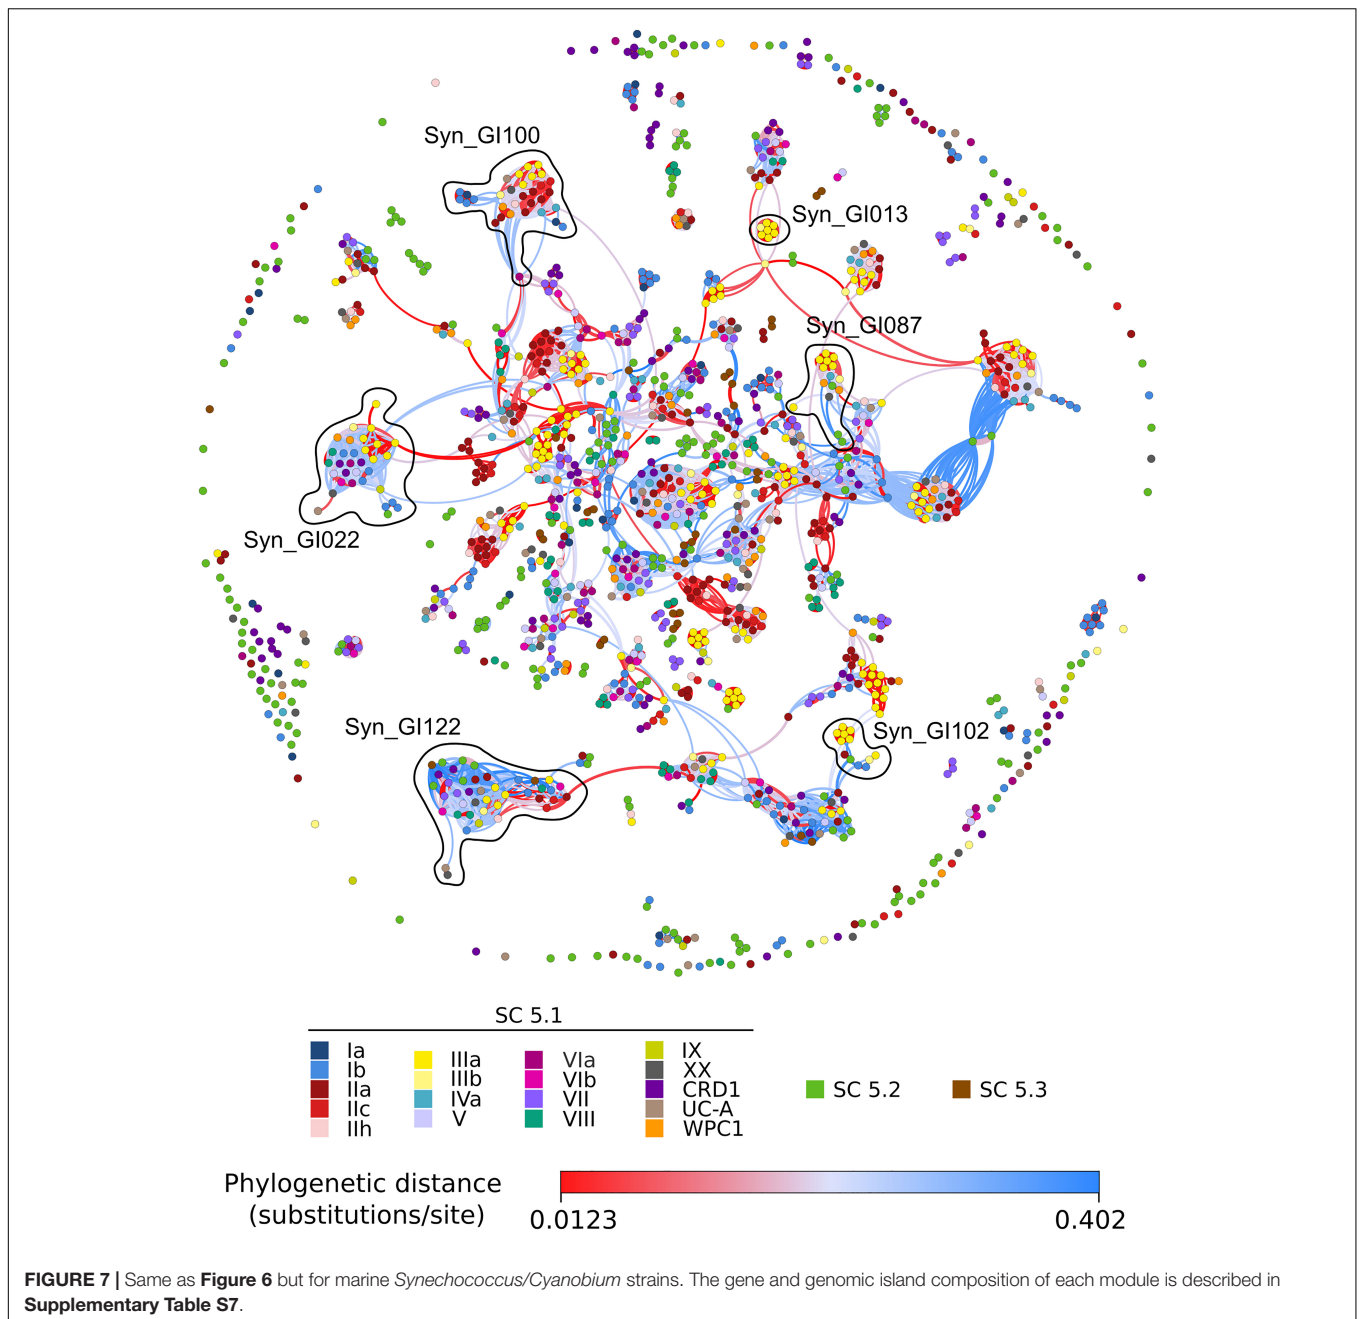 Syn_GI100
Syn_GI013
Syn_GI087
Syn_GI022
Syn_GI122
Syn_GI102
SC 5.1
Ia
Ib
IIa
IIc
IIh
IIIa
IIIb
IVa
V
VIa
VIb
VII
VIII
IX
XX
CRD1
UC-A
WPC1
SC 5.2
SC 5.3
Phylogenetic distance
(substitutions/site)
0.0123
0.402
FIGURE 7 | Same as Figure 6 but for marine Synechococcus/Cyanobium strains. The gene and genomic island composition of each module is described in
Supplementary Table S7.